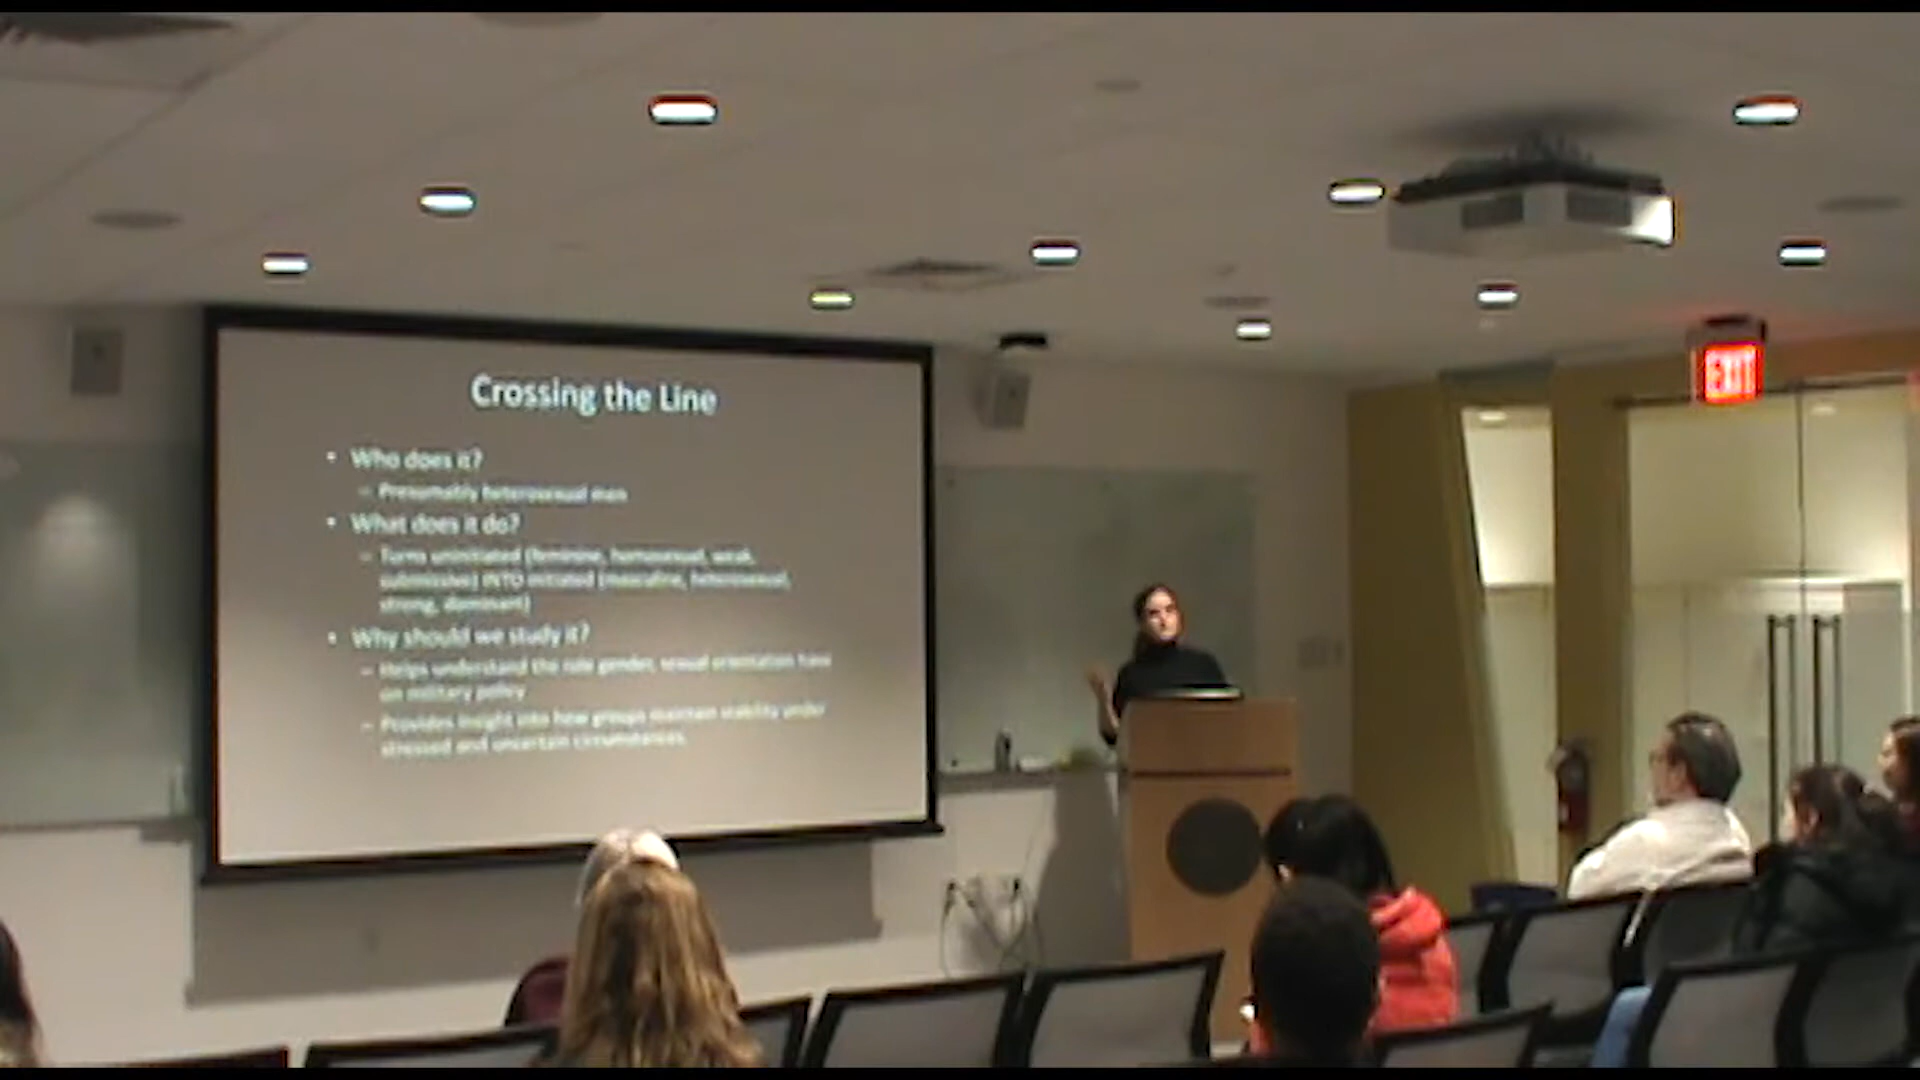 Crossing the Line
• Who does it?
– Presumably heterosexual men
• What does it do?
– Turns uninitiated (feminine, homosexual, weak,
submissive) INTO initiated (masculine, heterosexual,
strong, dominant)
• Why should we study it?
– Helps understand the role gender, sexual orientation have
on military policy
– Provides insight into how groups maintain stability under
stressed and uncertain circumstances.
EXIT